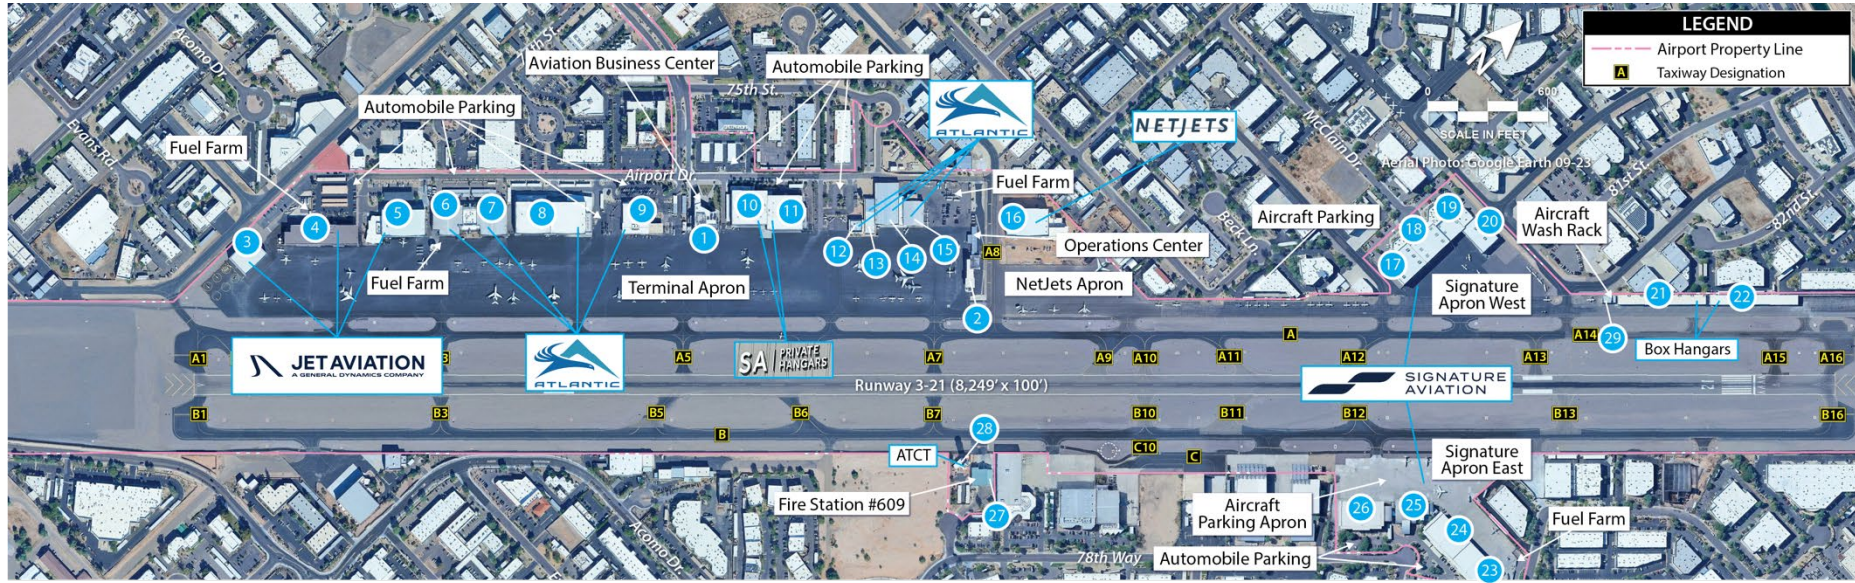 LEGEND
Airport Property Line
A Taxiway Designation
N
0 600
SCALE IN FEET
Aerial Photo: Google Earth 09-23
Acomo Dr.
Evans Rd
75th St.
McClain Dr.
Beck Ln.
81st St.
82nd St.
Airport Dr.
Aviation Business Center
Automobile Parking
Automobile Parking
Fuel Farm
ATLANTIC
NETJETS
Fuel Farm
Aircraft Parking
Aircraft
Wash Rack
Operations Center
3
4
5
6
7
8
9
1
10
11
12
13
14
15
16
2
17
18
19
20
21
22
29
Fuel Farm
Terminal Apron
NetJets Apron
Signature
Apron West
Box Hangars
A8
A
A14
A1
JET AVIATION
A GENERAL DYNAMICS COMPANY
3
ATLANTIC
A5
SA PRIVATE
HANGARS
A7
A9
A10
A11
A12
A13
A15
A16
Runway 3-21 (8,249' x 100')
SIGNATURE
AVIATION
21
B1
B3
B5
B6
B7
B10
B11
B12
B13
B16
B
C10
C
28
ATCT
Fire Station #609
27
Signature
Apron East
Aircraft
Parking Apron
26
25
24
23
Fuel Farm
Automobile Parking
Acomo Dr.
78th Way